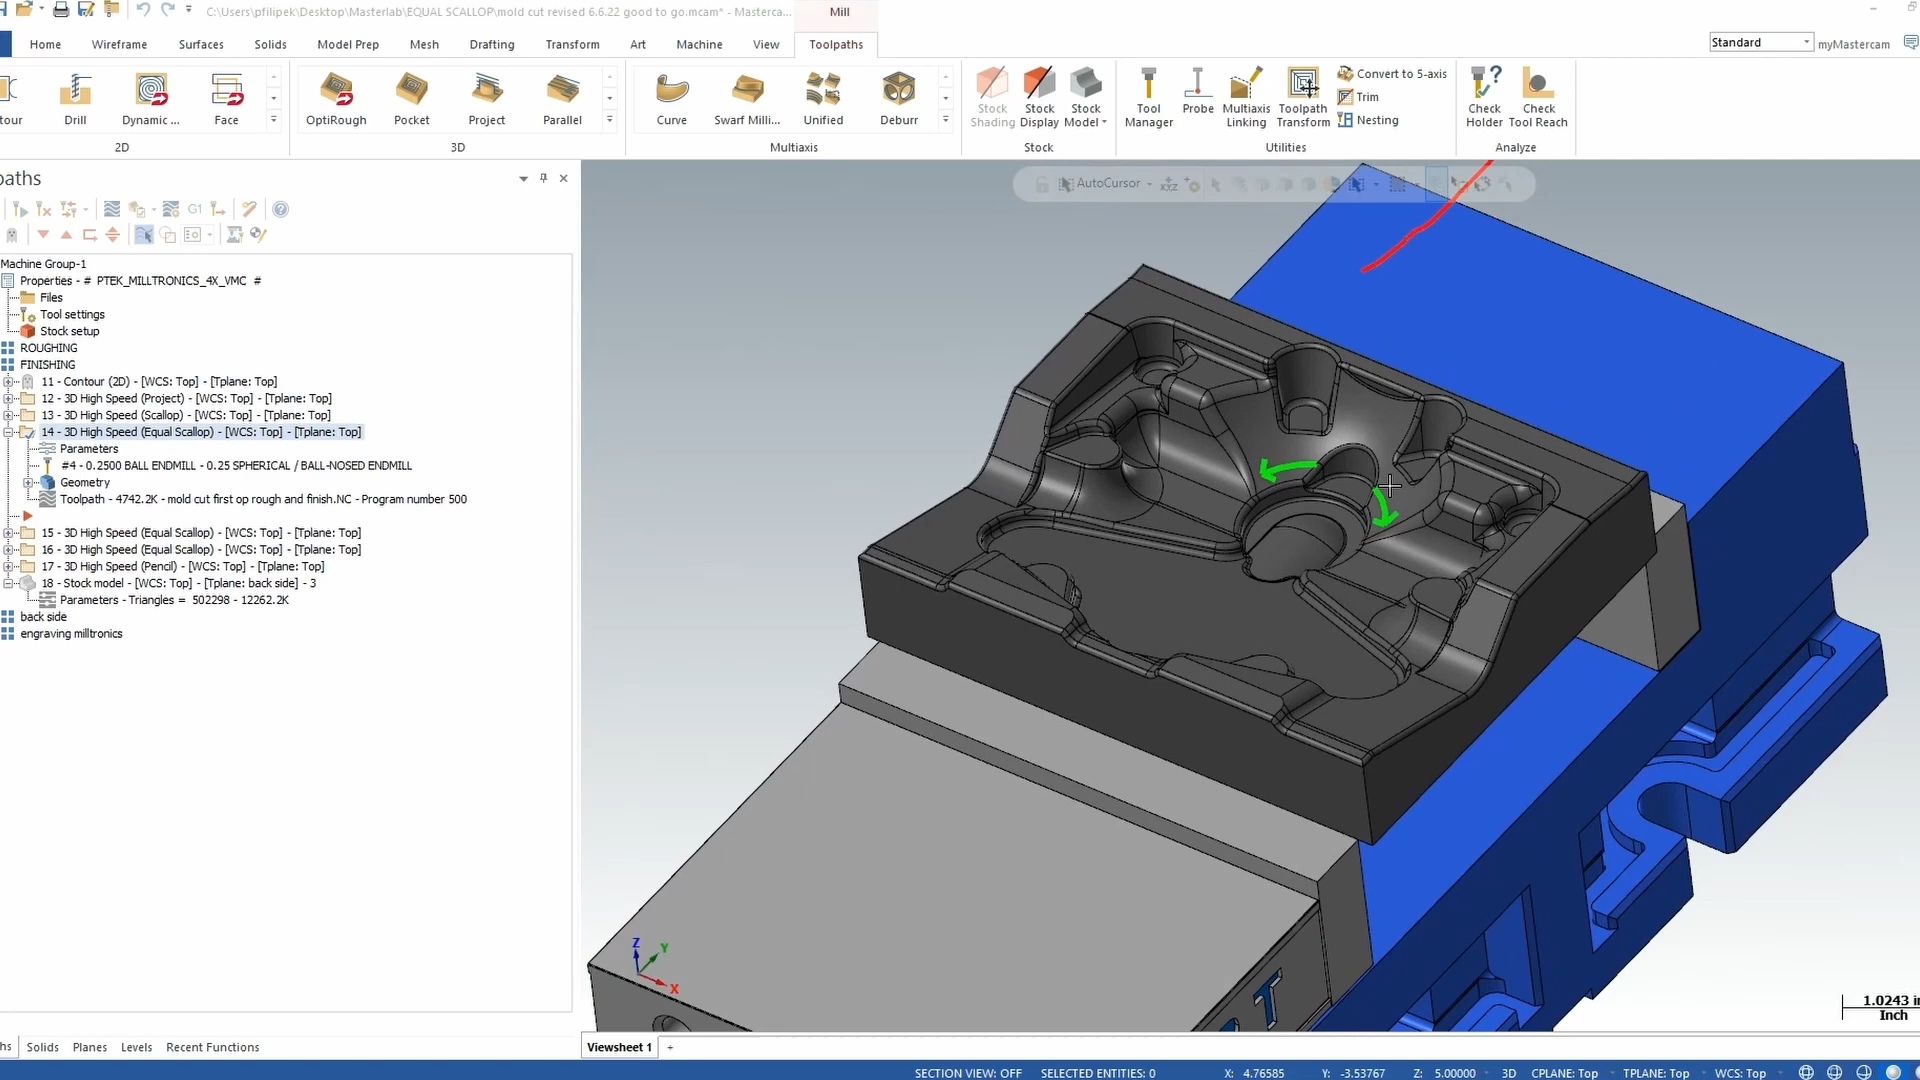 C:\Users\pfilipek\Desktop\Masterlab\EQUAL SCALLOP\mold cut revised 6.6.22 good to go.mcam* - Masterca...
Mill
Home Wireframe Surfaces Solids Model Prep Mesh Drafting Transform Art Machine View Toolpaths
Standard myMastercam
tour Drill Dynamic ... Face
OptiRough Pocket Project Parallel
Curve Swarf Milli... Unified Deburr
Stock Shading Stock Display Stock Model
Tool Manager Probe Multiaxis Linking Toolpath Transform
Convert to 5-axis
Trim
Nesting
Check Holder Check Tool Reach
2D 3D Multiaxis Stock Utilities Analyze
paths
AutoCursor
XYZ
G1
Machine Group-1
Properties - # PTEK_MILLTRONICS_4X_VMC #
Files
Tool settings
Stock setup
ROUGHING
FINISHING
11 - Contour (2D) - [WCS: Top] - [Tplane: Top]
12 - 3D High Speed (Project) - [WCS: Top] - [Tplane: Top]
13 - 3D High Speed (Scallop) - [WCS: Top] - [Tplane: Top]
14 - 3D High Speed (Equal Scallop) - [WCS: Top] - [Tplane: Top]
Parameters
#4 - 0.2500 BALL ENDMILL - 0.25 SPHERICAL / BALL-NOSED ENDMILL
Geometry
Toolpath - 4742.2K - mold cut first op rough and finish.NC - Program number 500
15 - 3D High Speed (Equal Scallop) - [WCS: Top] - [Tplane: Top]
16 - 3D High Speed (Equal Scallop) - [WCS: Top] - [Tplane: Top]
17 - 3D High Speed (Pencil) - [WCS: Top] - [Tplane: Top]
18 - Stock model - [WCS: Top] - [Tplane: back side] - 3
Parameters - Triangles = 502298 - 12262.2K
back side
engraving milltronics
Z
Y
X
T
1.0243 in
Inch
hs Solids Planes Levels Recent Functions
Viewsheet 1 +
SECTION VIEW: OFF SELECTED ENTITIES: 0 X: 4.76585 Y: -3.53767 Z: 5.00000 3D CPLANE: Top TPLANE: Top WCS: Top